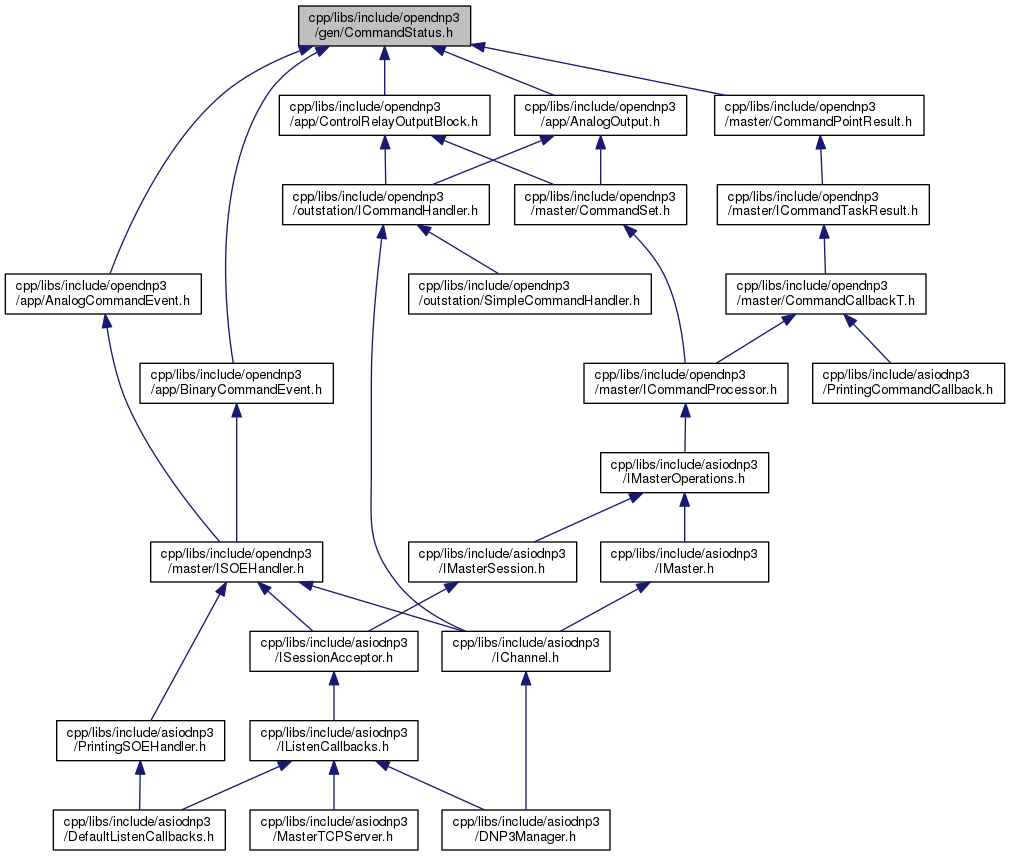 cpp/libs/include/opendnp3
/gen/CommandStatus.h
cpp/libs/include/opendnp3
/app/ControlRelayOutputBlock.h
cpp/libs/include/opendnp3
/app/AnalogOutput.h
cpp/libs/include/opendnp3
/master/CommandPointResult.h
cpp/libs/include/opendnp3
/outstation/ICommandHandler.h
cpp/libs/include/opendnp3
/master/CommandSet.h
cpp/libs/include/opendnp3
/master/ICommandTaskResult.h
cpp/libs/include/opendnp3
/app/AnalogCommandEvent.h
cpp/libs/include/opendnp3
/outstation/SimpleCommandHandler.h
cpp/libs/include/opendnp3
/master/CommandCallbackT.h
cpp/libs/include/opendnp3
/app/BinaryCommandEvent.h
cpp/libs/include/opendnp3
/master/ICommandProcessor.h
cpp/libs/include/asiodnp3
/PrintingCommandCallback.h
cpp/libs/include/asiodnp3
/IMasterOperations.h
cpp/libs/include/opendnp3
/master/ISOEHandler.h
cpp/libs/include/asiodnp3
/IMasterSession.h
cpp/libs/include/asiodnp3
/IMaster.h
cpp/libs/include/asiodnp3
/ISessionAcceptor.h
cpp/libs/include/asiodnp3
/IChannel.h
cpp/libs/include/asiodnp3
/PrintingSOEHandler.h
cpp/libs/include/asiodnp3
/IListenCallbacks.h
cpp/libs/include/asiodnp3
/DefaultListenCallbacks.h
cpp/libs/include/asiodnp3
/MasterTCPServer.h
cpp/libs/include/asiodnp3
/DNP3Manager.h